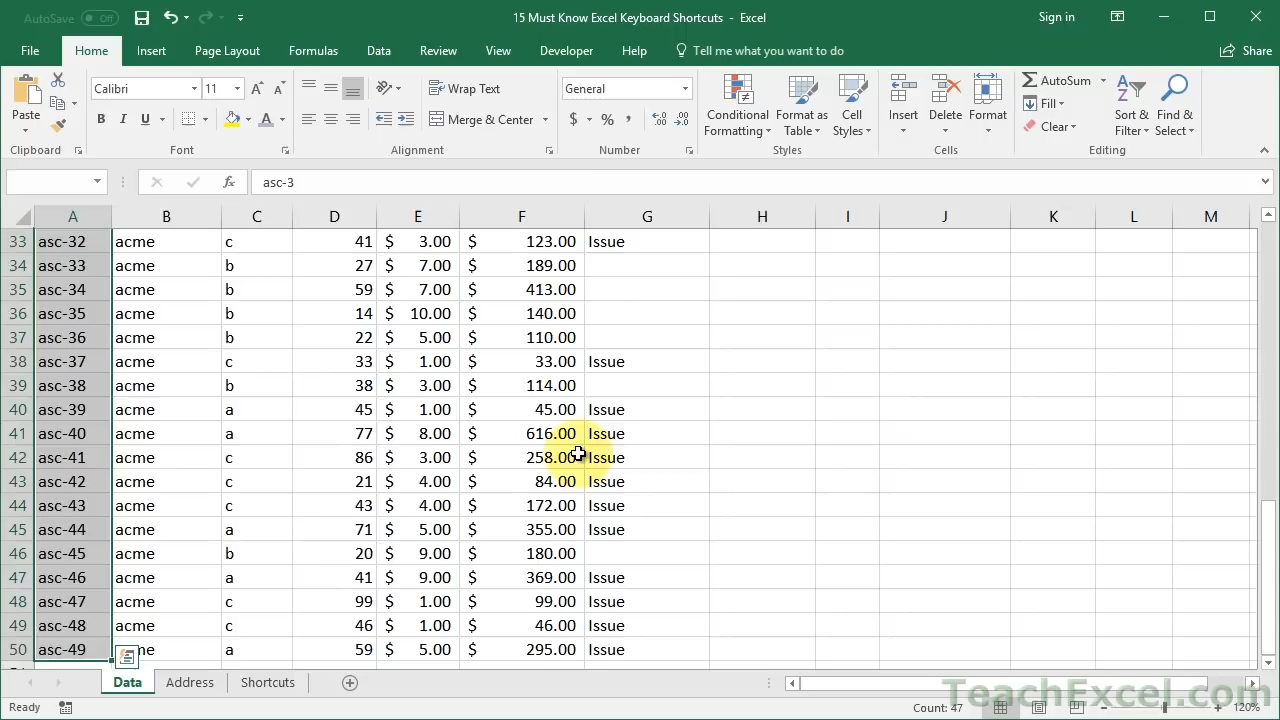 AutoSave Off 15 Must Know Excel Keyboard Shortcuts - Excel Sign in
File Home Insert Page Layout Formulas Data Review View Developer Help Tell me what you want to do Share
Paste Calibri 11 Wrap Text General Conditional Formatting Format as Table Cell Styles Insert Delete Format AutoSum Sort & Filter Find & Select
B I U A Merge & Center $ % , Fill
Clear
Clipboard Font Alignment Number Styles Cells Editing
fx asc-3
A B C D E F G H I J K L M
33 asc-32 acme c 41 $ 3.00 $ 123.00 Issue
34 asc-33 acme b 27 $ 7.00 $ 189.00
35 asc-34 acme b 59 $ 7.00 $ 413.00
36 asc-35 acme b 14 $ 10.00 $ 140.00
37 asc-36 acme b 22 $ 5.00 $ 110.00
38 asc-37 acme c 33 $ 1.00 $ 33.00 Issue
39 asc-38 acme b 38 $ 3.00 $ 114.00
40 asc-39 acme a 45 $ 1.00 $ 45.00 Issue
41 asc-40 acme a 77 $ 8.00 $ 616.00 Issue
42 asc-41 acme c 86 $ 3.00 $ 258.00 Issue
43 asc-42 acme c 21 $ 4.00 $ 84.00 Issue
44 asc-43 acme c 43 $ 4.00 $ 172.00 Issue
45 asc-44 acme a 71 $ 5.00 $ 355.00 Issue
46 asc-45 acme b 20 $ 9.00 $ 180.00
47 asc-46 acme a 41 $ 9.00 $ 369.00 Issue
48 asc-47 acme c 99 $ 1.00 $ 99.00 Issue
49 asc-48 acme c 46 $ 1.00 $ 46.00 Issue
50 asc-49 me a 59 $ 5.00 $ 295.00 Issue
Data Address Shortcuts
TeachExcel.com
Ready Count: 47 120%